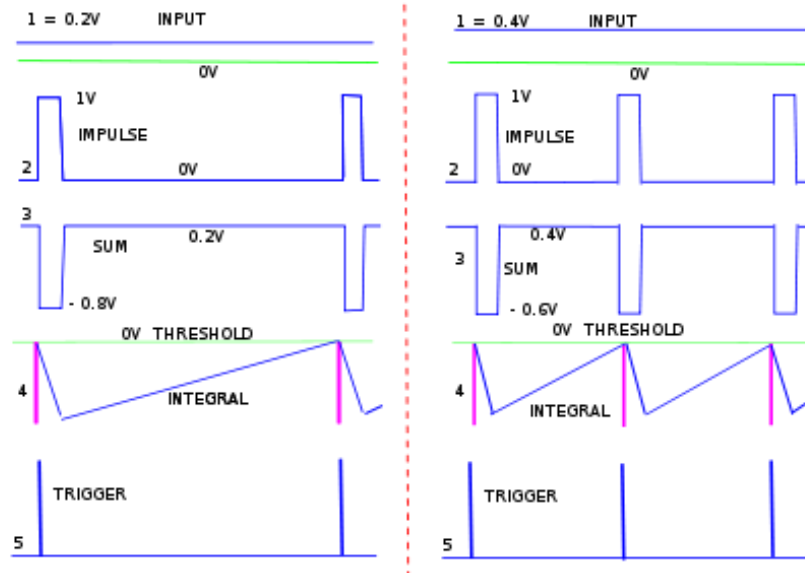 1 = 0.2V INPUT
0V
1V
IMPULSE
2 0V
3
SUM 0.2V
- 0.8V
0V THRESHOLD
4
INTEGRAL
TRIGGER
5
1 = 0.4V INPUT
0V
1V
IMPULSE
2 0V
0.4V
3 SUM
- 0.6V
0V THRESHOLD
4
INTEGRAL
TRIGGER
5